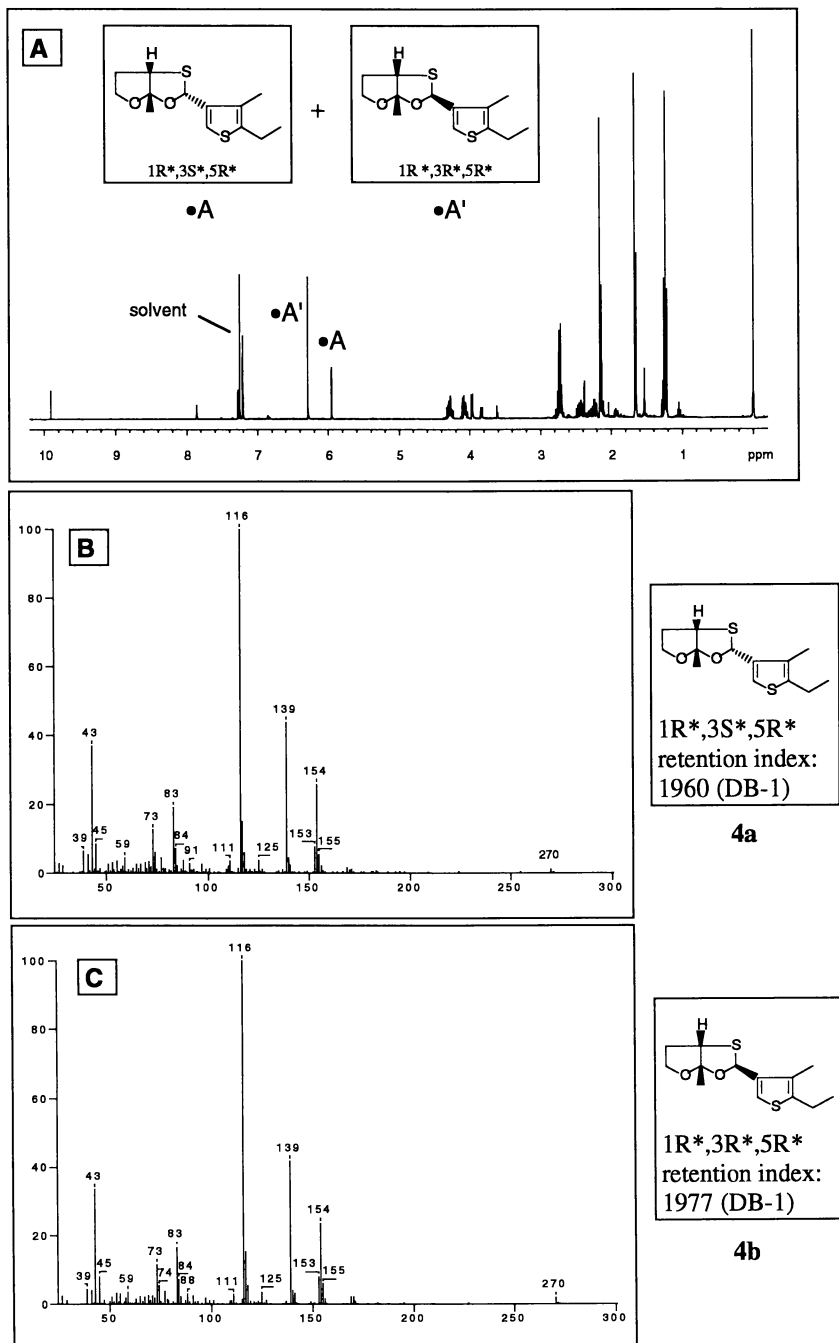 A
H
S
O
O
S
1R*,3S*,5R*
•A
+
H
S
O
O
S
1R*,3R*,5R*
•A'
solvent
•A'
•A
10 9 8 7 6 5 4 3 2 1 ppm
B
100
80
60
40
20
0
116
43
139
83
154
73
39
45
59
84
91
111
125
153
155
270
50 100 150 200 250 300
H
S
O
O
S
1R*,3S*,5R*
retention index:
1960 (DB-1)
4a
C
100
80
60
40
20
0
116
43
139
83
154
73
39
45
59
74
84
88
111
125
153
155
270
50 100 150 200 250 300
H
S
O
O
S
1R*,3R*,5R*
retention index:
1977 (DB-1)
4b